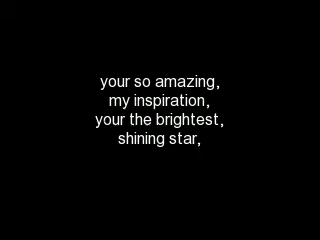 your so amazing,
my inspiration,
your the brightest,
shining star,